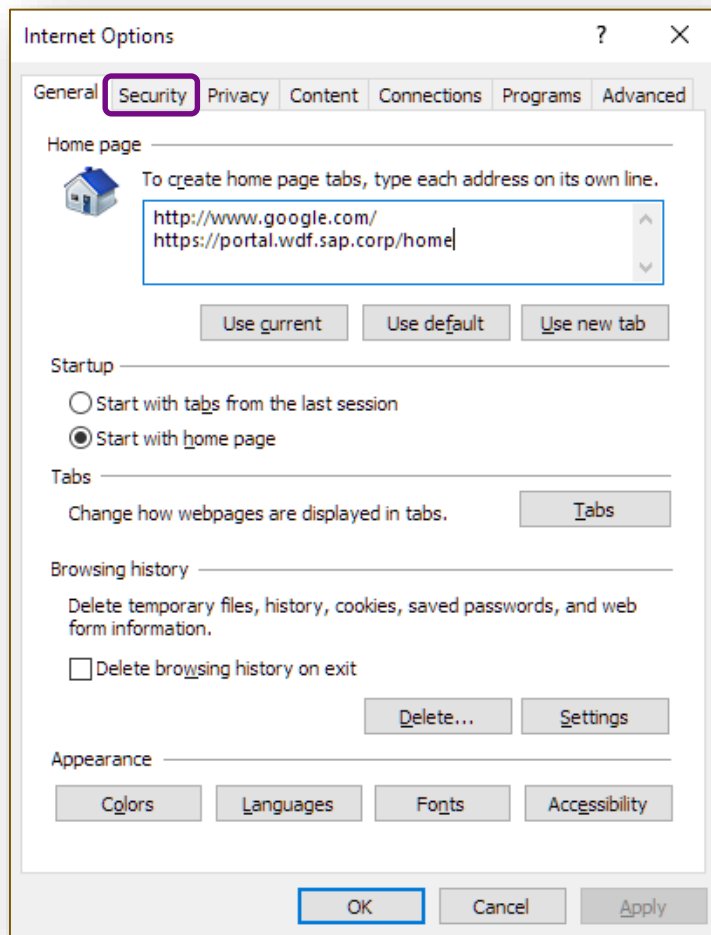 Internet Options ?
General Security Privacy Content Connections Programs Advanced
Home page
To create home page tabs, type each address on its own line.
http://www.google.com/
https://portal.wdf.sap.corp/home
Use current Use default Use new tab
Startup
Start with tabs from the last session
Start with home page
Tabs
Change how webpages are displayed in tabs. Tabs
Browsing history
Delete temporary files, history, cookies, saved passwords, and web
form information.
Delete browsing history on exit
Delete... Settings
Appearance
Colors Languages Fonts Accessibility
OK Cancel Apply